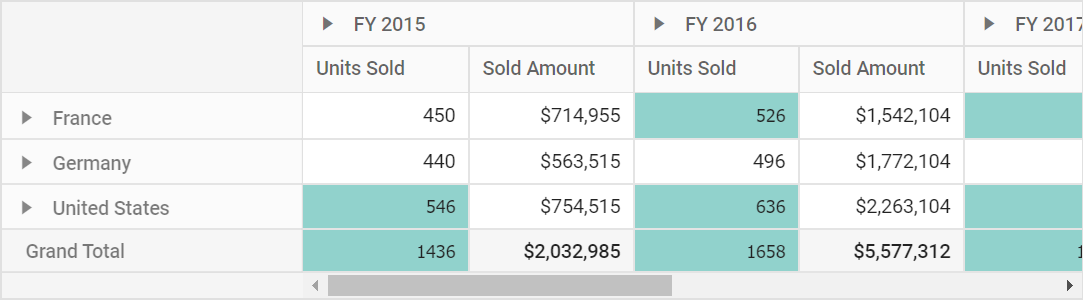 FY 2015 FY 2016 FY 2017
Units Sold Sold Amount Units Sold Sold Amount Units Sold
France 450 $714,955 526 $1,542,104
Germany 440 $563,515 496 $1,772,104
United States 546 $754,515 636 $2,263,104
Grand Total 1436 $2,032,985 1658 $5,577,312